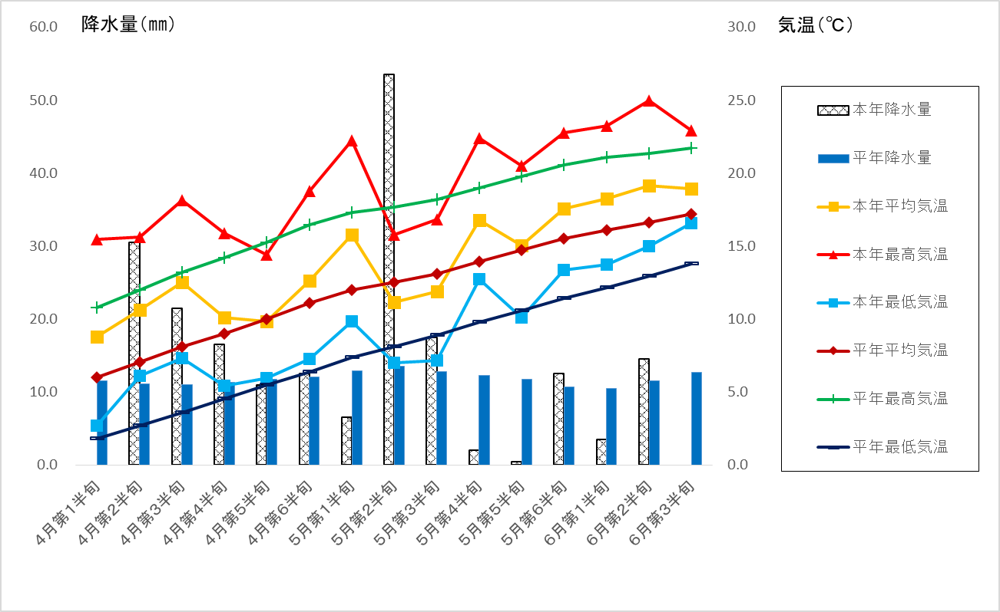 降水量(㎜)
気温(℃)
60.0
50.0
40.0
30.0
20.0
10.0
0.0
30.0
25.0
20.0
15.0
10.0
5.0
0.0
本年降水量
平年降水量
本年平均気温
本年最高気温
本年最低気温
平年平均気温
平年最高気温
平年最低気温
4月第1半旬
4月第2半旬
4月第3半旬
4月第4半旬
4月第5半旬
4月第6半旬
5月第1半旬
5月第2半旬
5月第3半旬
5月第4半旬
5月第5半旬
5月第6半旬
6月第1半旬
6月第2半旬
6月第3半旬